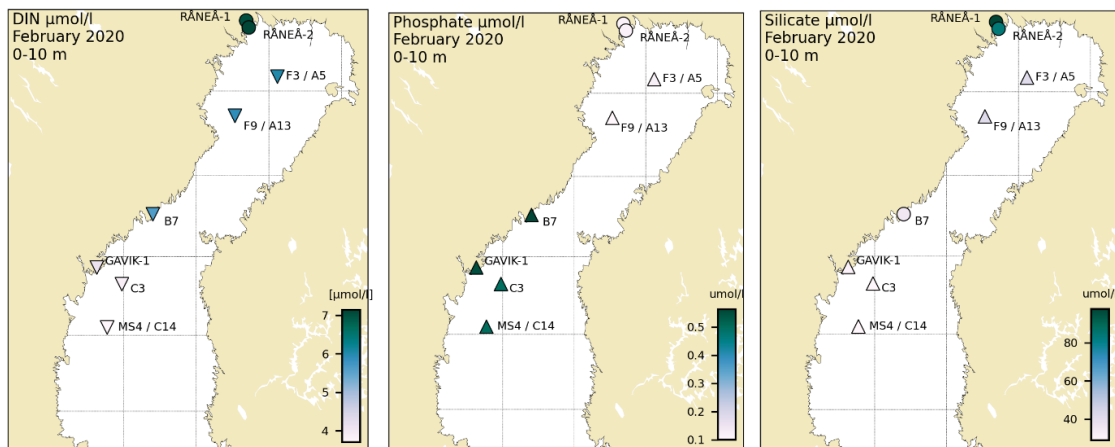 DIN µmol/l
February 2020
0-10 m
RÅNEÅ-1
RÅNEÅ-2
F3 / A5
F9 / A13
B7
GAVIK-1
C3
MS4 / C14
[µmol/l]
7
6
5
4
Phosphate µmol/l
February 2020
0-10 m
RÅNEÅ-1
RÅNEÅ-2
F3 / A5
F9 / A13
B7
GAVIK-1
C3
MS4 / C14
umol/l
0.5
0.4
0.3
0.2
0.1
Silicate µmol/l
February 2020
0-10 m
RÅNEÅ-1
RÅNEÅ-2
F3 / A5
F9 / A13
B7
GAVIK-1
C3
MS4 / C14
umol/l
80
60
40